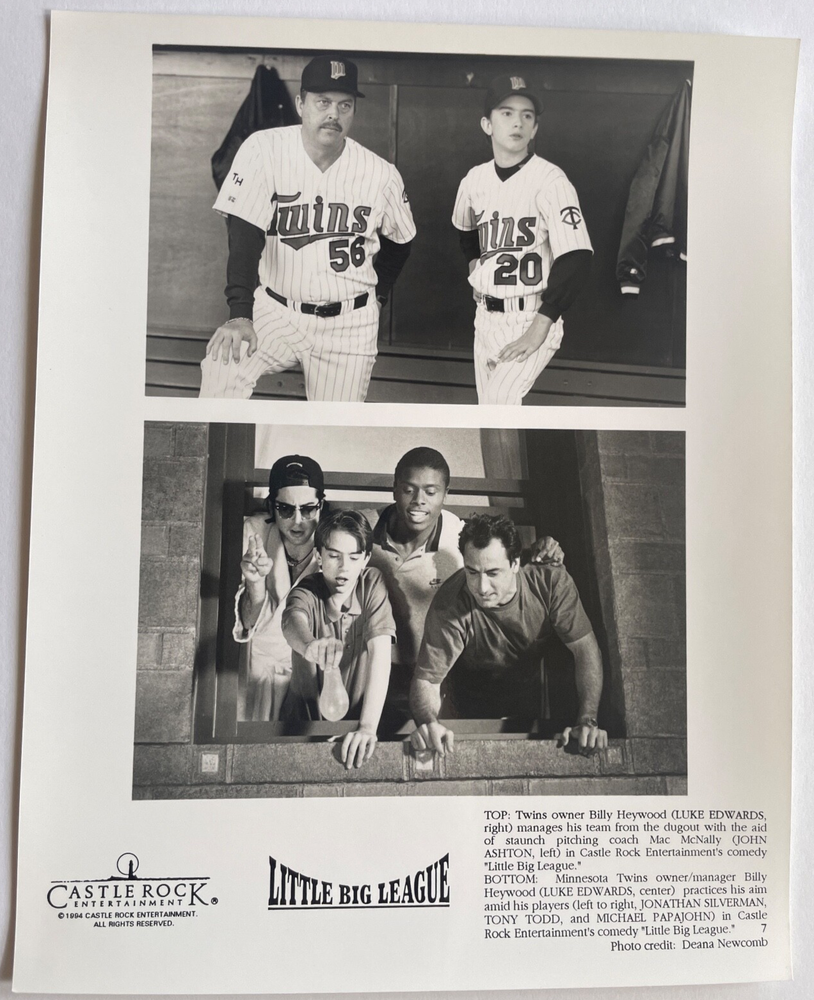 TH
Twins
56
Twins
20
TC
TOP: Twins owner Billy Heywood (LUKE EDWARDS,
right) manages his team from the dugout with the aid
of staunch pitching coach Mac McNally (JOHN
ASHTON, left) in Castle Rock Entertainment's comedy
"Little Big League."
BOTTOM: Minnesota Twins owner/manager Billy
Heywood (LUKE EDWARDS, center) practices his aim
amid his players (left to right, JONATHAN SILVERMAN,
TONY TODD, and MICHAEL PAPAJOHN) in Castle
Rock Entertainment's comedy "Little Big League." 7
Photo credit: Deana Newcomb
CASTLE ROCK
ENTERTAINMENT ®
©1994 CASTLE ROCK ENTERTAINMENT.
ALL RIGHTS RESERVED.
LITTLE BIG LEAGUE